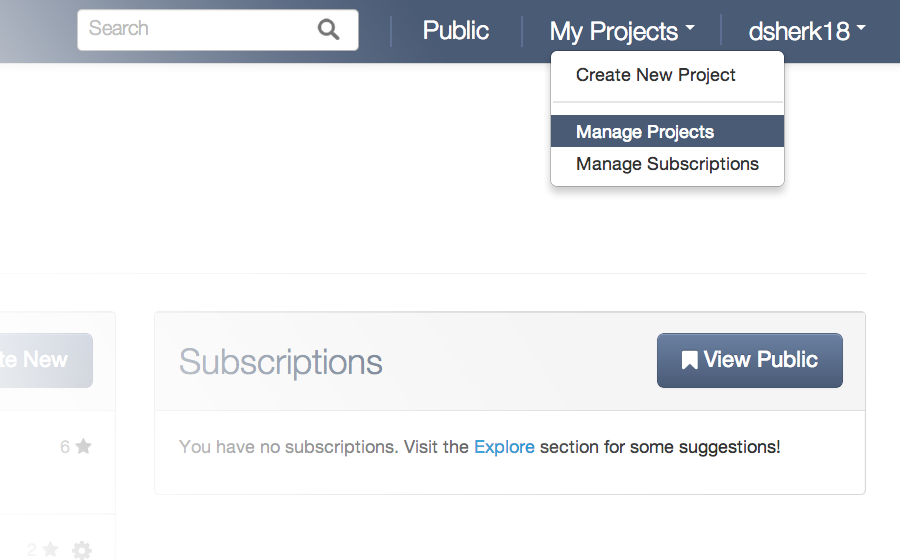 Search
Public
My Projects
dsherk18
Create New Project
Manage Projects
Manage Subscriptions
New
Subscriptions
View Public
6
You have no subscriptions. Visit the Explore section for some suggestions!
2